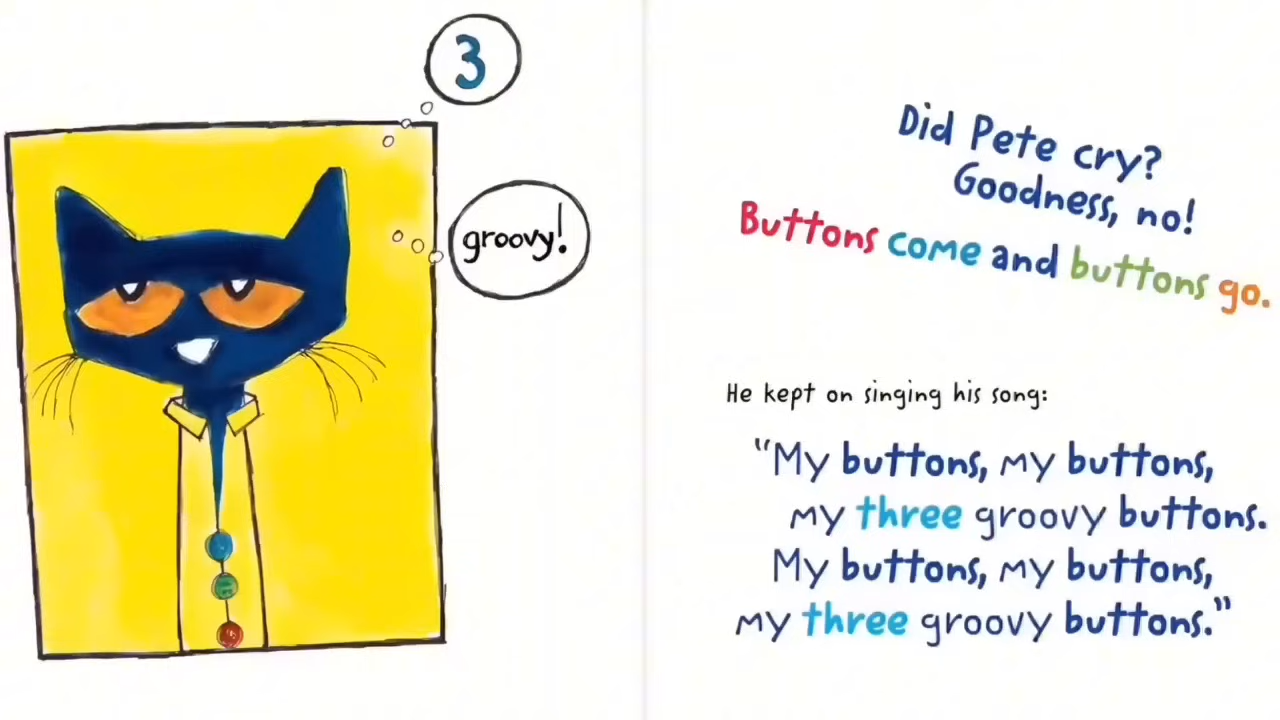 3
groovy!
Did Pete cry?
Goodness, no!
Buttons come and buttons go.
He kept on singing his song:
“My buttons, my buttons,
my three groovy buttons.
My buttons, my buttons,
my three groovy buttons.”